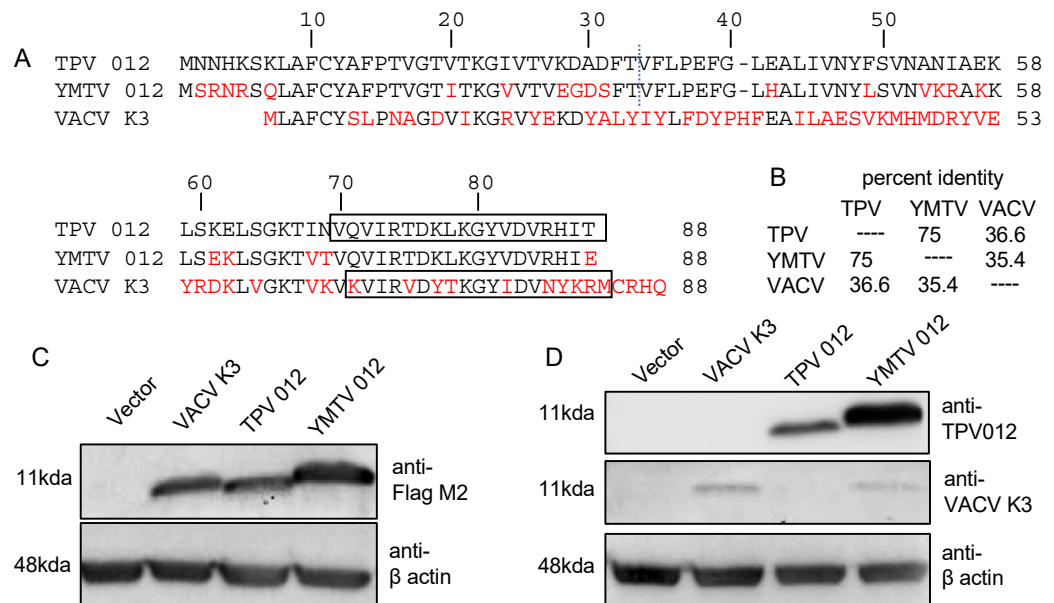 A
10 20 30 40 50
TPV 012 MNNHKSKLAFCYAFPTVGTVTKGIVTVKDADFTVFLPEFG-LEALIVNYFSVNANIAEK 58
YMTV 012 MSRNRSQLAFCYAFPTVGTITKGVVTVEGDSFTVFLPEFG-LHALIVNYLSVNVKRAKK 58
VACV K3 MLAFCYSLPNAGDVIKGRVYEKDYALYIYLFDYPHFEAILAESVKMHMDRYVE 53
60 70 80
TPV 012 LSKELSGKTINVQVIRTDKLKGYVDVRHIT 88
YMTV 012 LSEKLSGKTVTVQVIRTDKLKGYVDVRHIE 88
VACV K3 YRDKLVGKTVKVKVIRVDYTKGYIDVNYKRMCRHQ 88
B percent identity
TPV YMTV VACV
TPV ---- 75 36.6
YMTV 75 ---- 35.4
VACV 36.6 35.4 ----
C
Vector VACV K3 TPV 012 YMTV 012
11kda anti-
Flag M2
48kda anti-
β actin
D
Vector VACV K3 TPV 012 YMTV 012
11kda anti-
TPV012
11kda anti-
VACV K3
48kda anti-
β actin